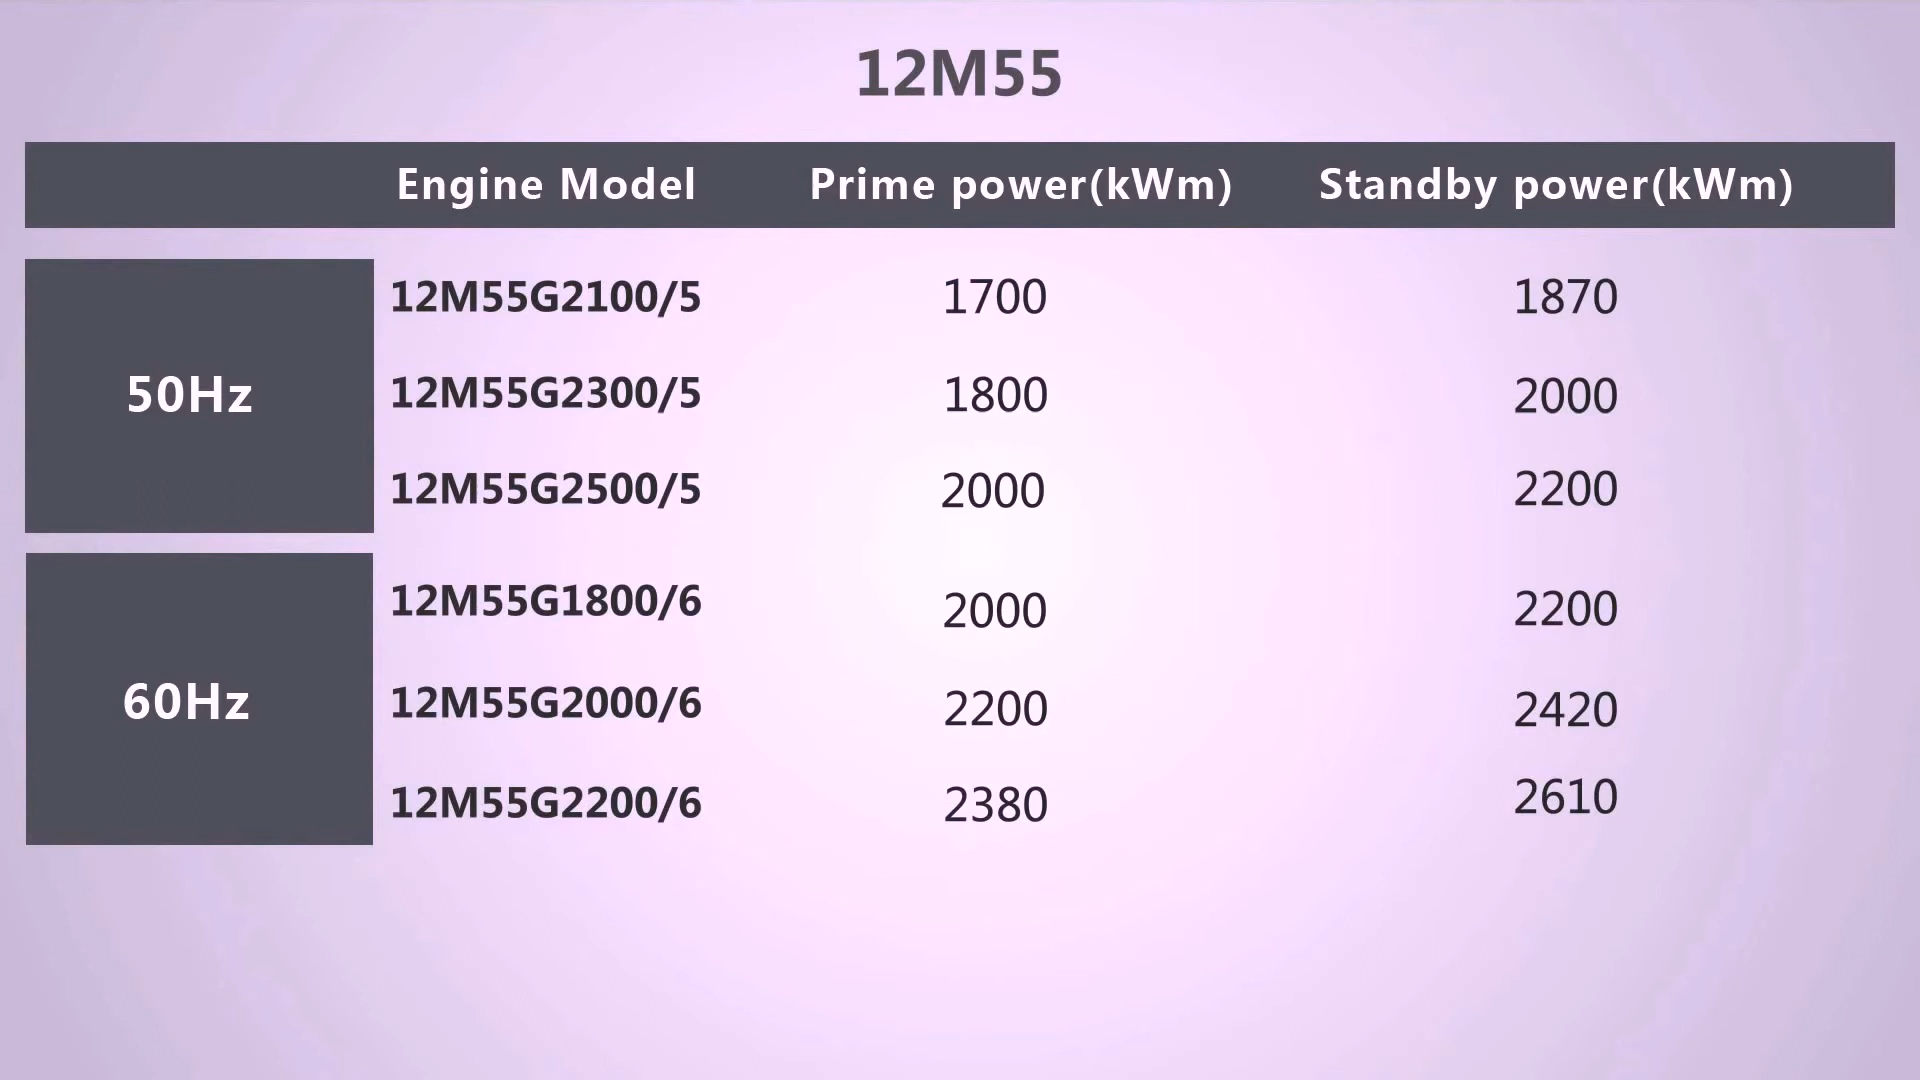 12M55
Engine Model Prime power(kWm) Standby power(kWm)
50Hz
12M55G2100/5 1700 1870
12M55G2300/5 1800 2000
12M55G2500/5 2000 2200
60Hz
12M55G1800/6 2000 2200
12M55G2000/6 2200 2420
12M55G2200/6 2380 2610